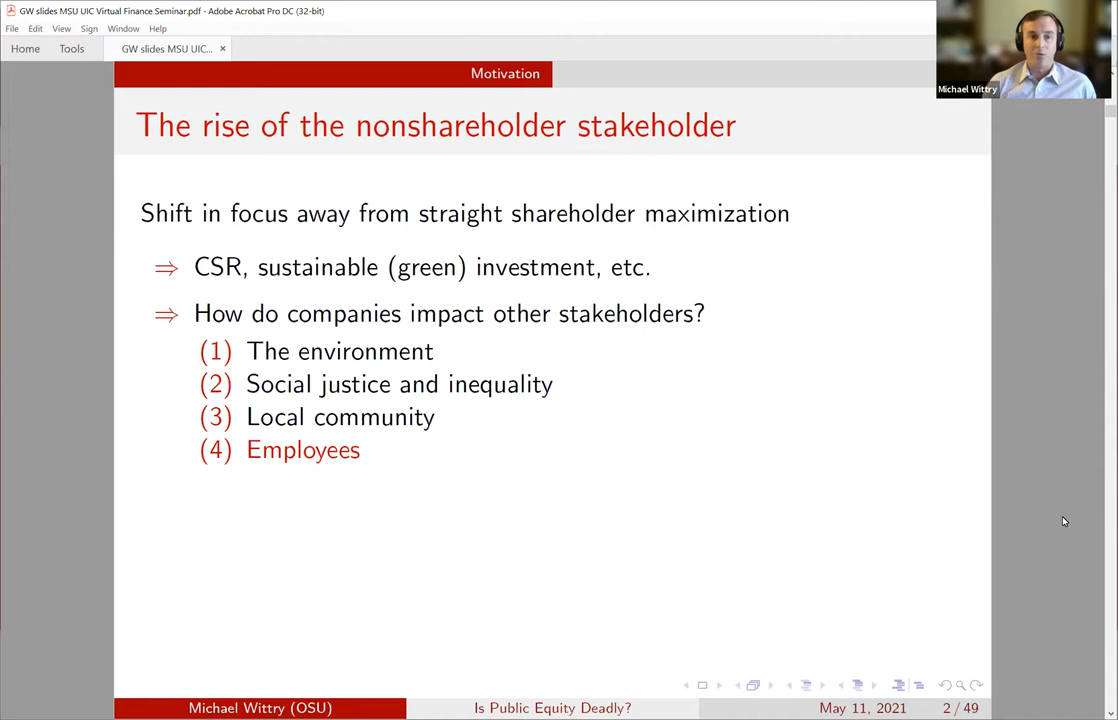 GW slides MSU UIC Virtual Finance Seminar.pdf - Adobe Acrobat Pro DC (32-bit)
File Edit View Sign Window Help
Home Tools GW slides MSU UIC... ×
Michael Wittry
Motivation
The rise of the nonshareholder stakeholder
Shift in focus away from straight shareholder maximization
⇒ CSR, sustainable (green) investment, etc.
⇒ How do companies impact other stakeholders?
(1) The environment
(2) Social justice and inequality
(3) Local community
(4) Employees
Michael Wittry (OSU) Is Public Equity Deadly? May 11, 2021 2 / 49